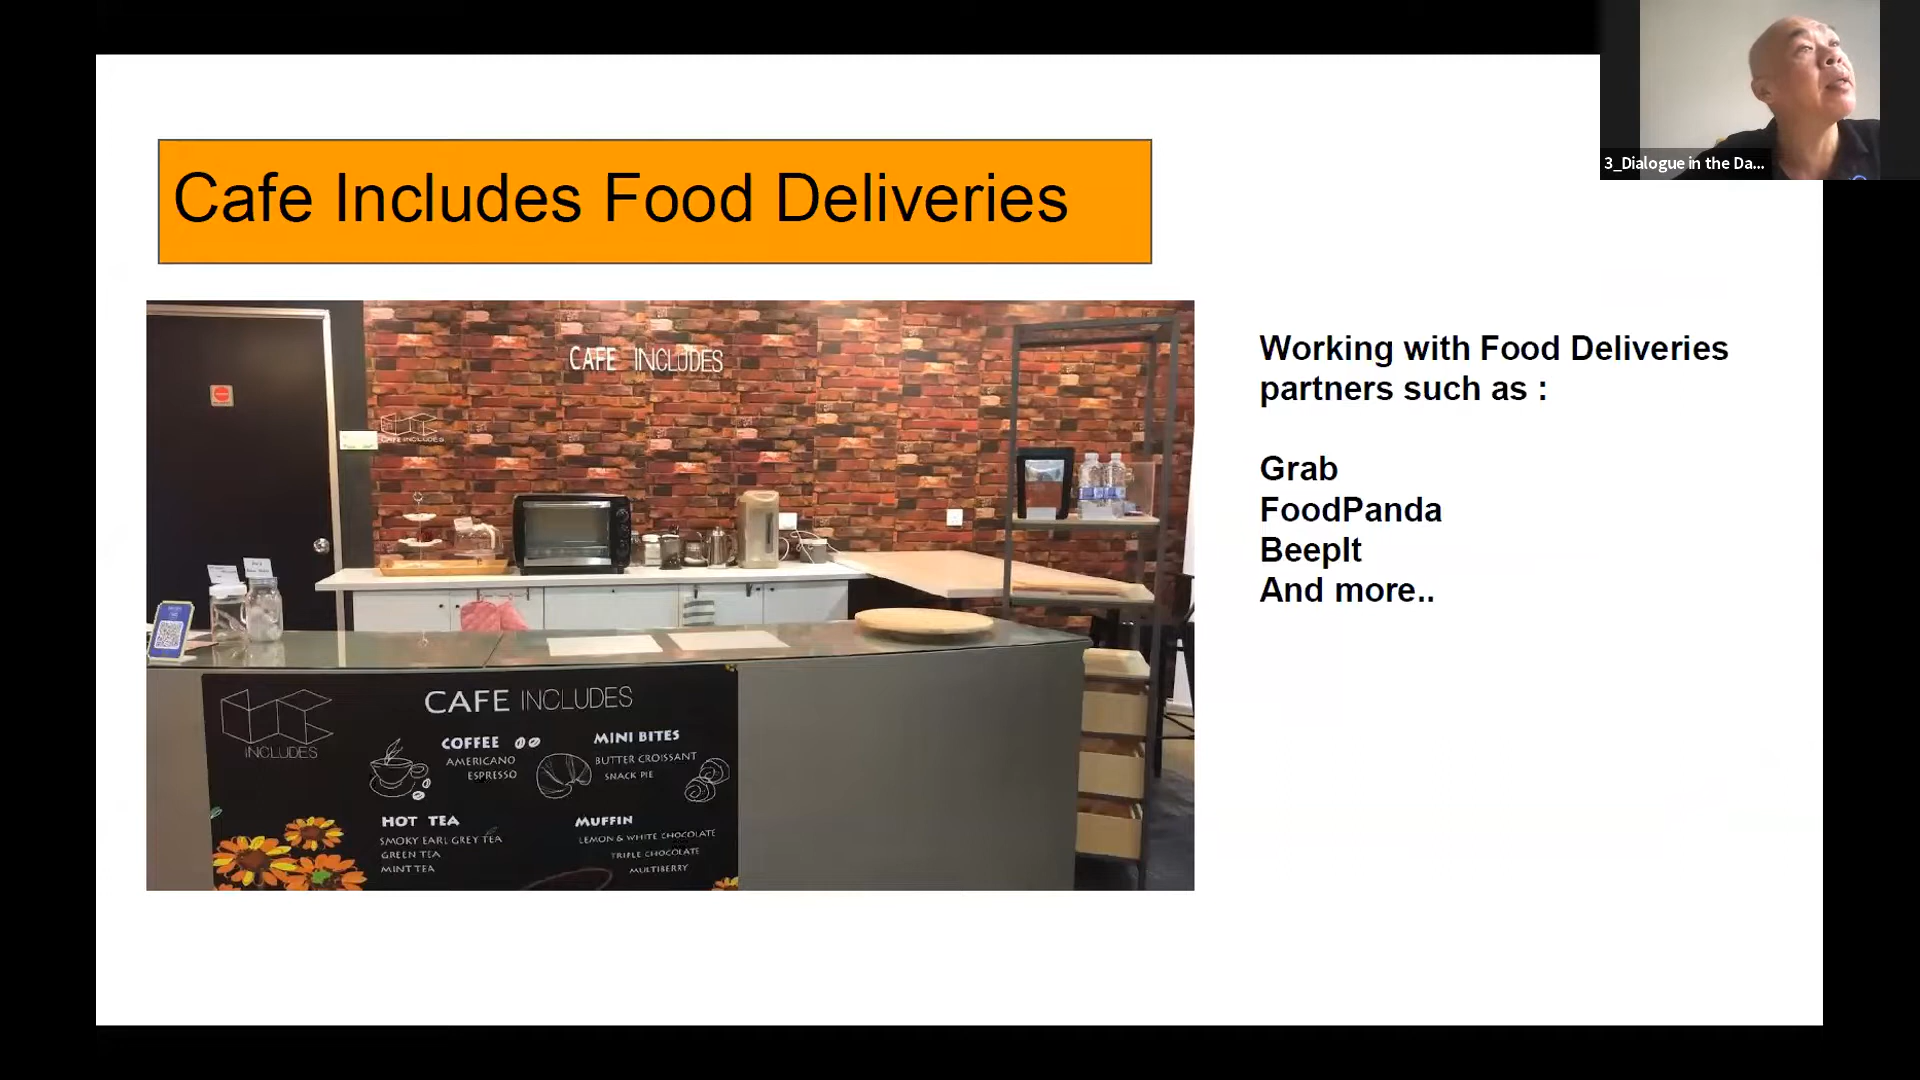 3_Dialogue in the Da...
Cafe Includes Food Deliveries
Working with Food Deliveries
partners such as :
Grab
FoodPanda
BeepIt
And more..
CAFE INCLUDES
CAFE INCLUDES
CAFE INCLUDES
INCLUDES
COFFEE
AMERICANO
ESPRESSO
MINI BITES
BUTTER CROISSANT
SNACK PIE
HOT TEA
SMOKY EARL GREY TEA
GREEN TEA
MINT TEA
MUFFIN
LEMON & WHITE CHOCOLATE
TRIPLE CHOCOLATE
MULTIBERRY